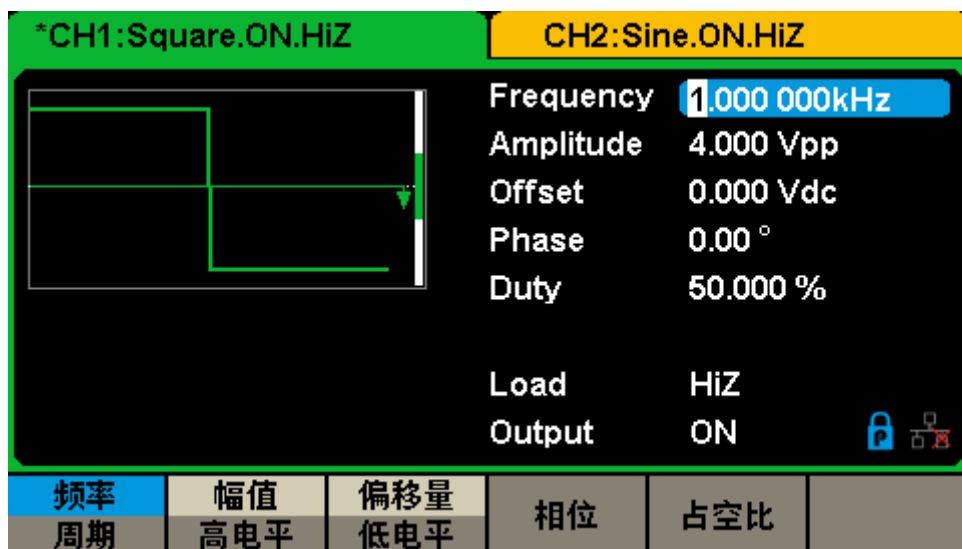 *CH1:Square.ON.HiZ
CH2:Sine.ON.HiZ
Frequency 1.000 000kHz
Amplitude 4.000 Vpp
Offset 0.000 Vdc
Phase 0.00 °
Duty 50.000 %
Load HiZ
Output ON
P
频率 幅值 偏移量 相位 占空比
周期 高电平 低电平